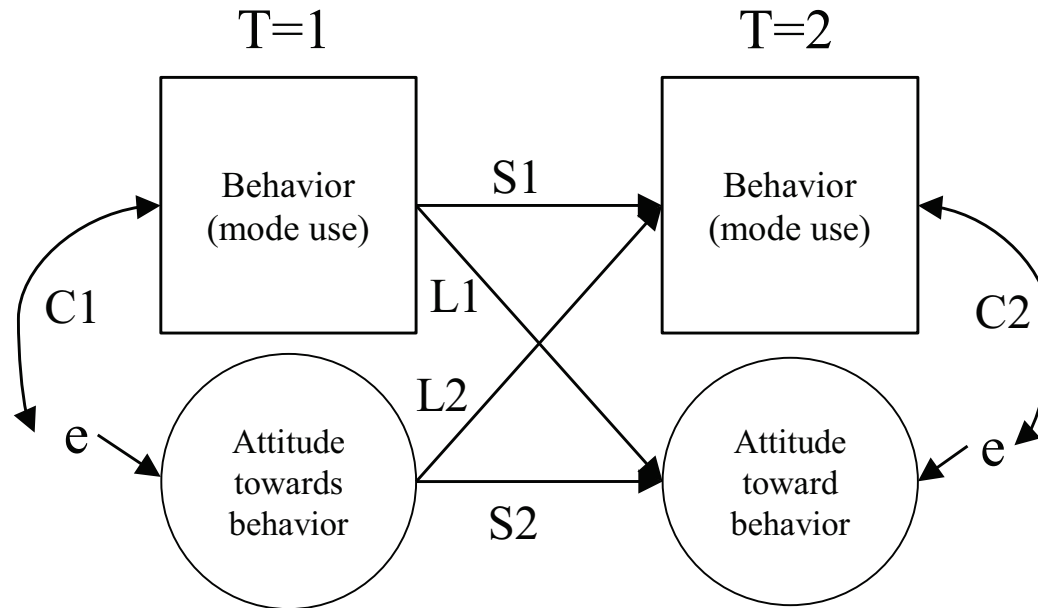 T=1
T=2
Behavior
(mode use)
S1
Behavior
(mode use)
C1
L1
C2
L2
e
Attitude
towards
behavior
S2
Attitude
toward
behavior
e